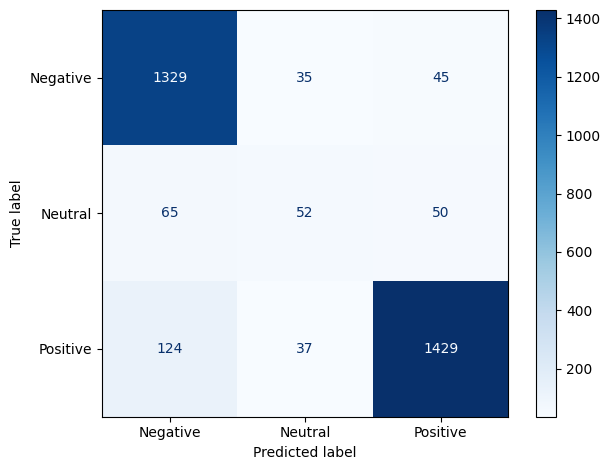 Negative 1329 35 45
Neutral 65 52 50
Positive 124 37 1429
Negative Neutral Positive
Predicted label
True label
1400
1200
1000
800
600
400
200